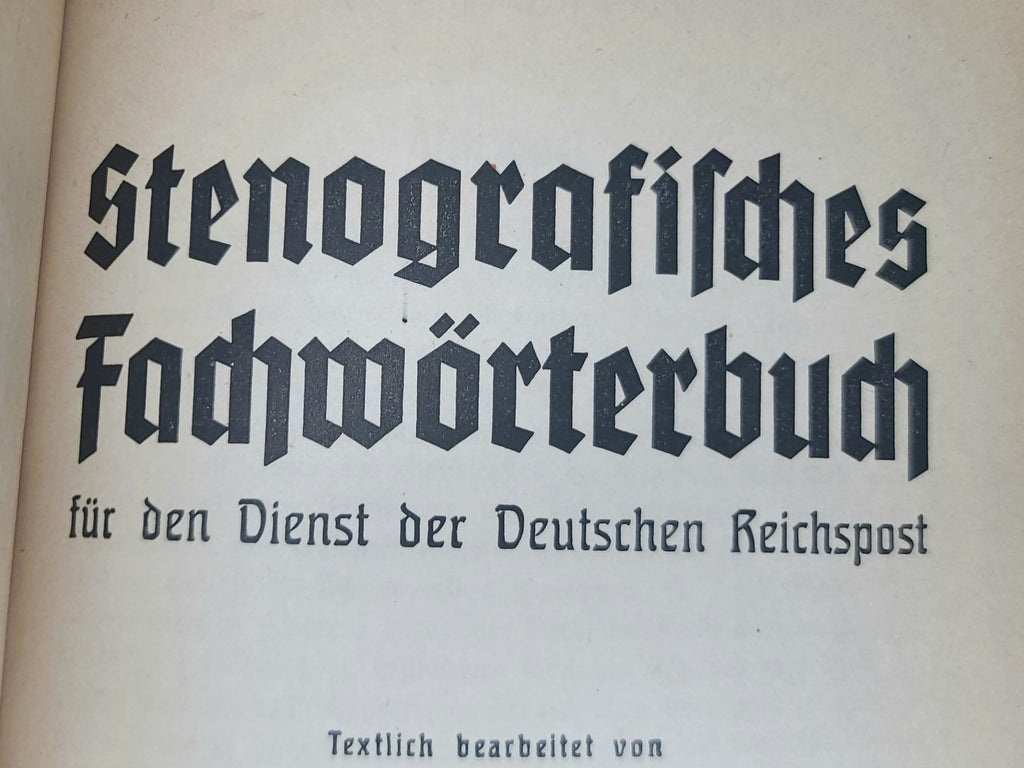 Stenografiſches
Fachwörterbuch
für den Dienst der Deutschen Reichspost
Textlich bearbeitet von